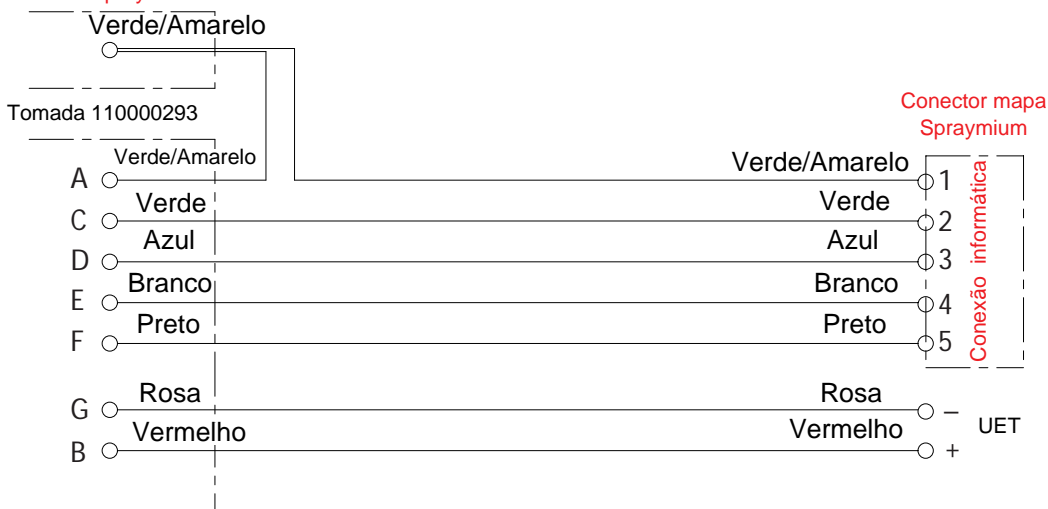 Verde/Amarelo
Tomada 110000293
Conector mapa
Spraymium
Verde/Amarelo
Verde/Amarelo
A
1
Verde
Verde
C
2
Azul
Azul
D
3
Branco
Branco
E
4
Preto
Preto
F
5
Conexão informática
Rosa
Rosa
G
–
UET
Vermelho
Vermelho
B
+